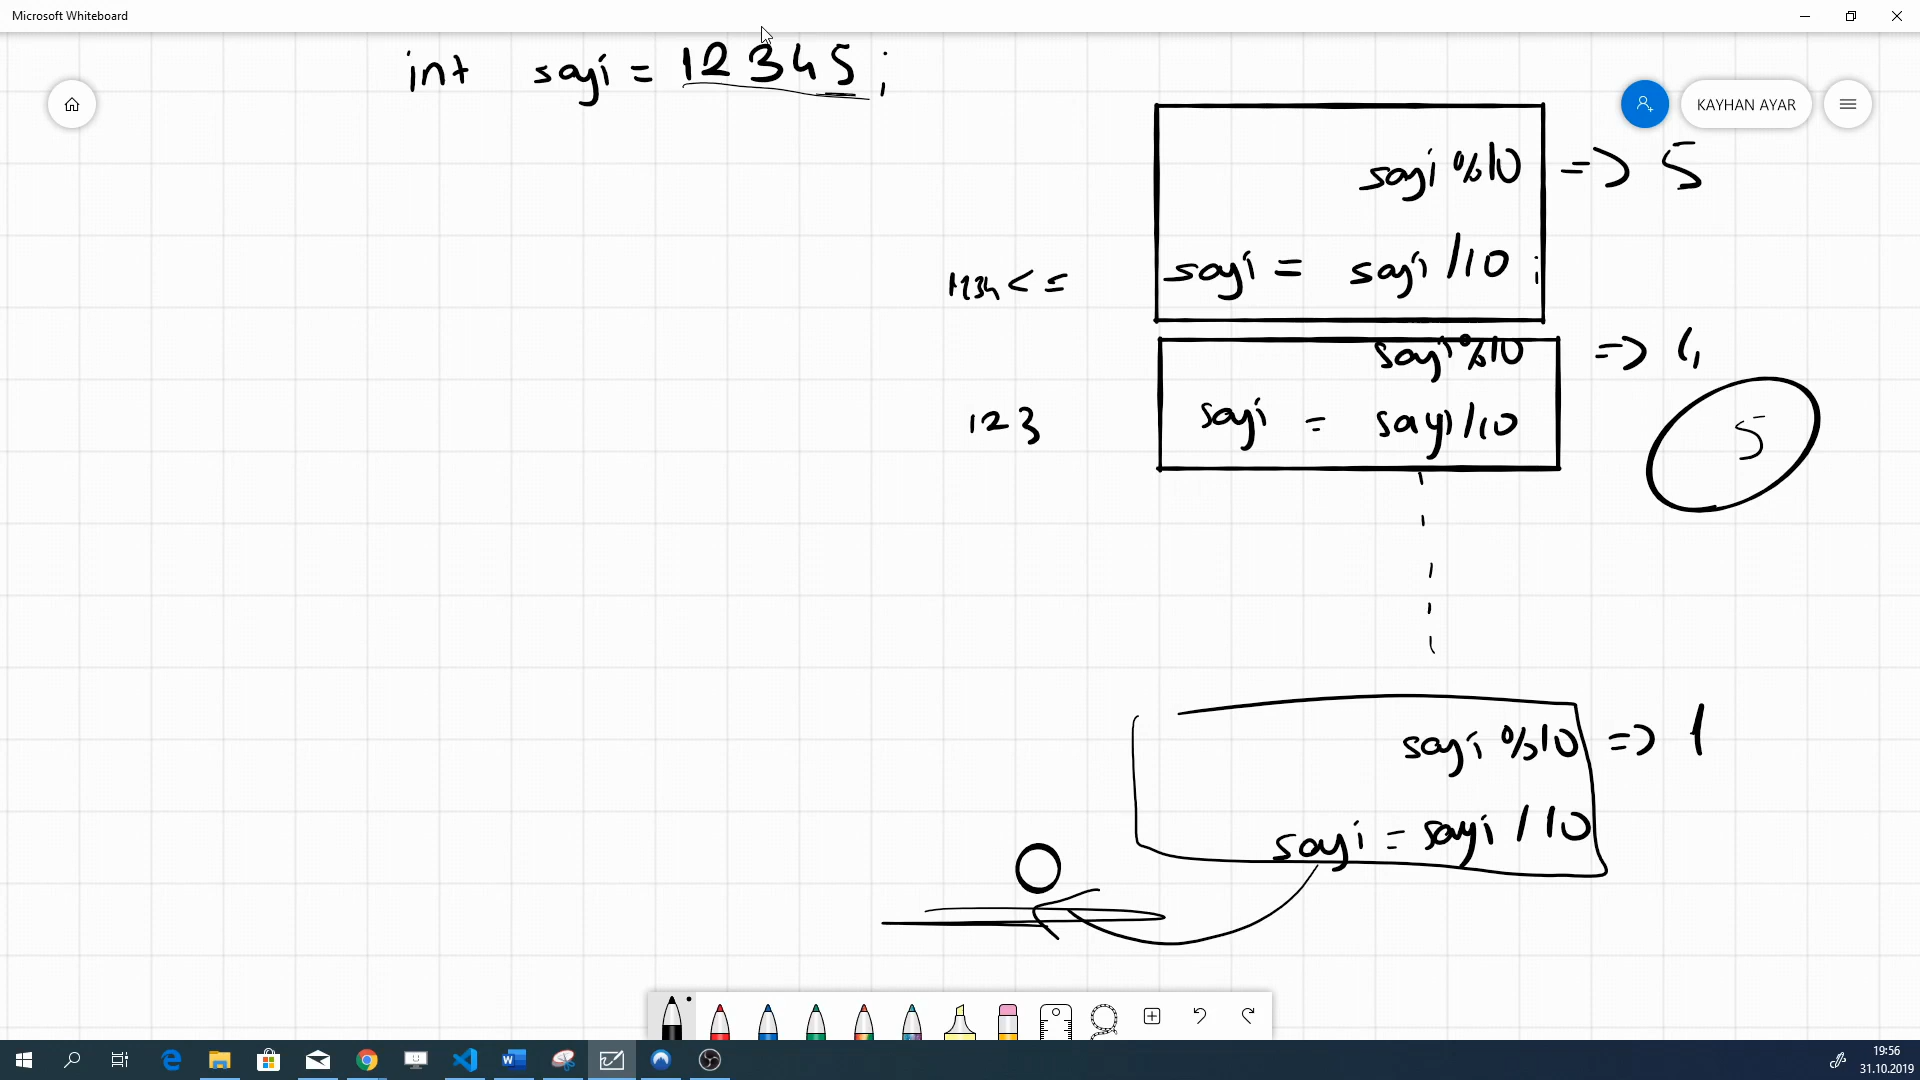 Microsoft Whiteboard
int sayi = 12345;
KAYHAN AYAR
sayi %10 => 5
1234 <= sayi = sayi /10 ;
sayi %10 => 4
123 sayi = sayi /10
5
sayi %10 => 1
sayi = sayi /10
0
19:56
31.10.2019